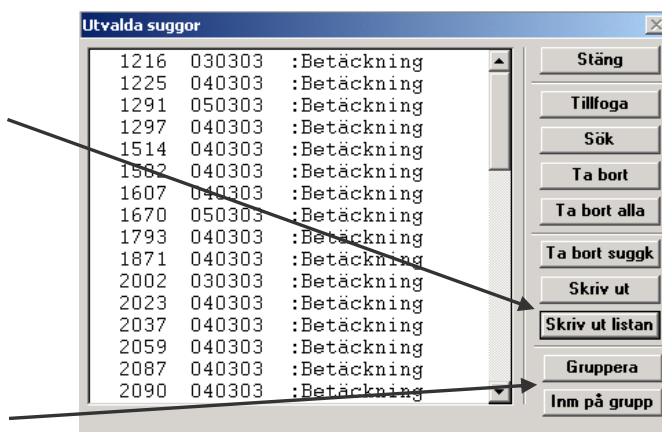 Utvalda suggor
1216 030303 :Betäckning
1225 040303 :Betäckning
1291 050303 :Betäckning
1297 040303 :Betäckning
1514 040303 :Betäckning
1582 040303 :Betäckning
1607 040303 :Betäckning
1670 050303 :Betäckning
1793 040303 :Betäckning
1871 040303 :Betäckning
2002 030303 :Betäckning
2023 040303 :Betäckning
2037 040303 :Betäckning
2059 040303 :Betäckning
2087 040303 :Betäckning
2090 040303 :Betäckning
Stäng
Tillfoga
Sök
Ta bort
Ta bort alla
Ta bort suggk
Skriv ut
Skriv ut listan
Gruppera
Inm på grupp